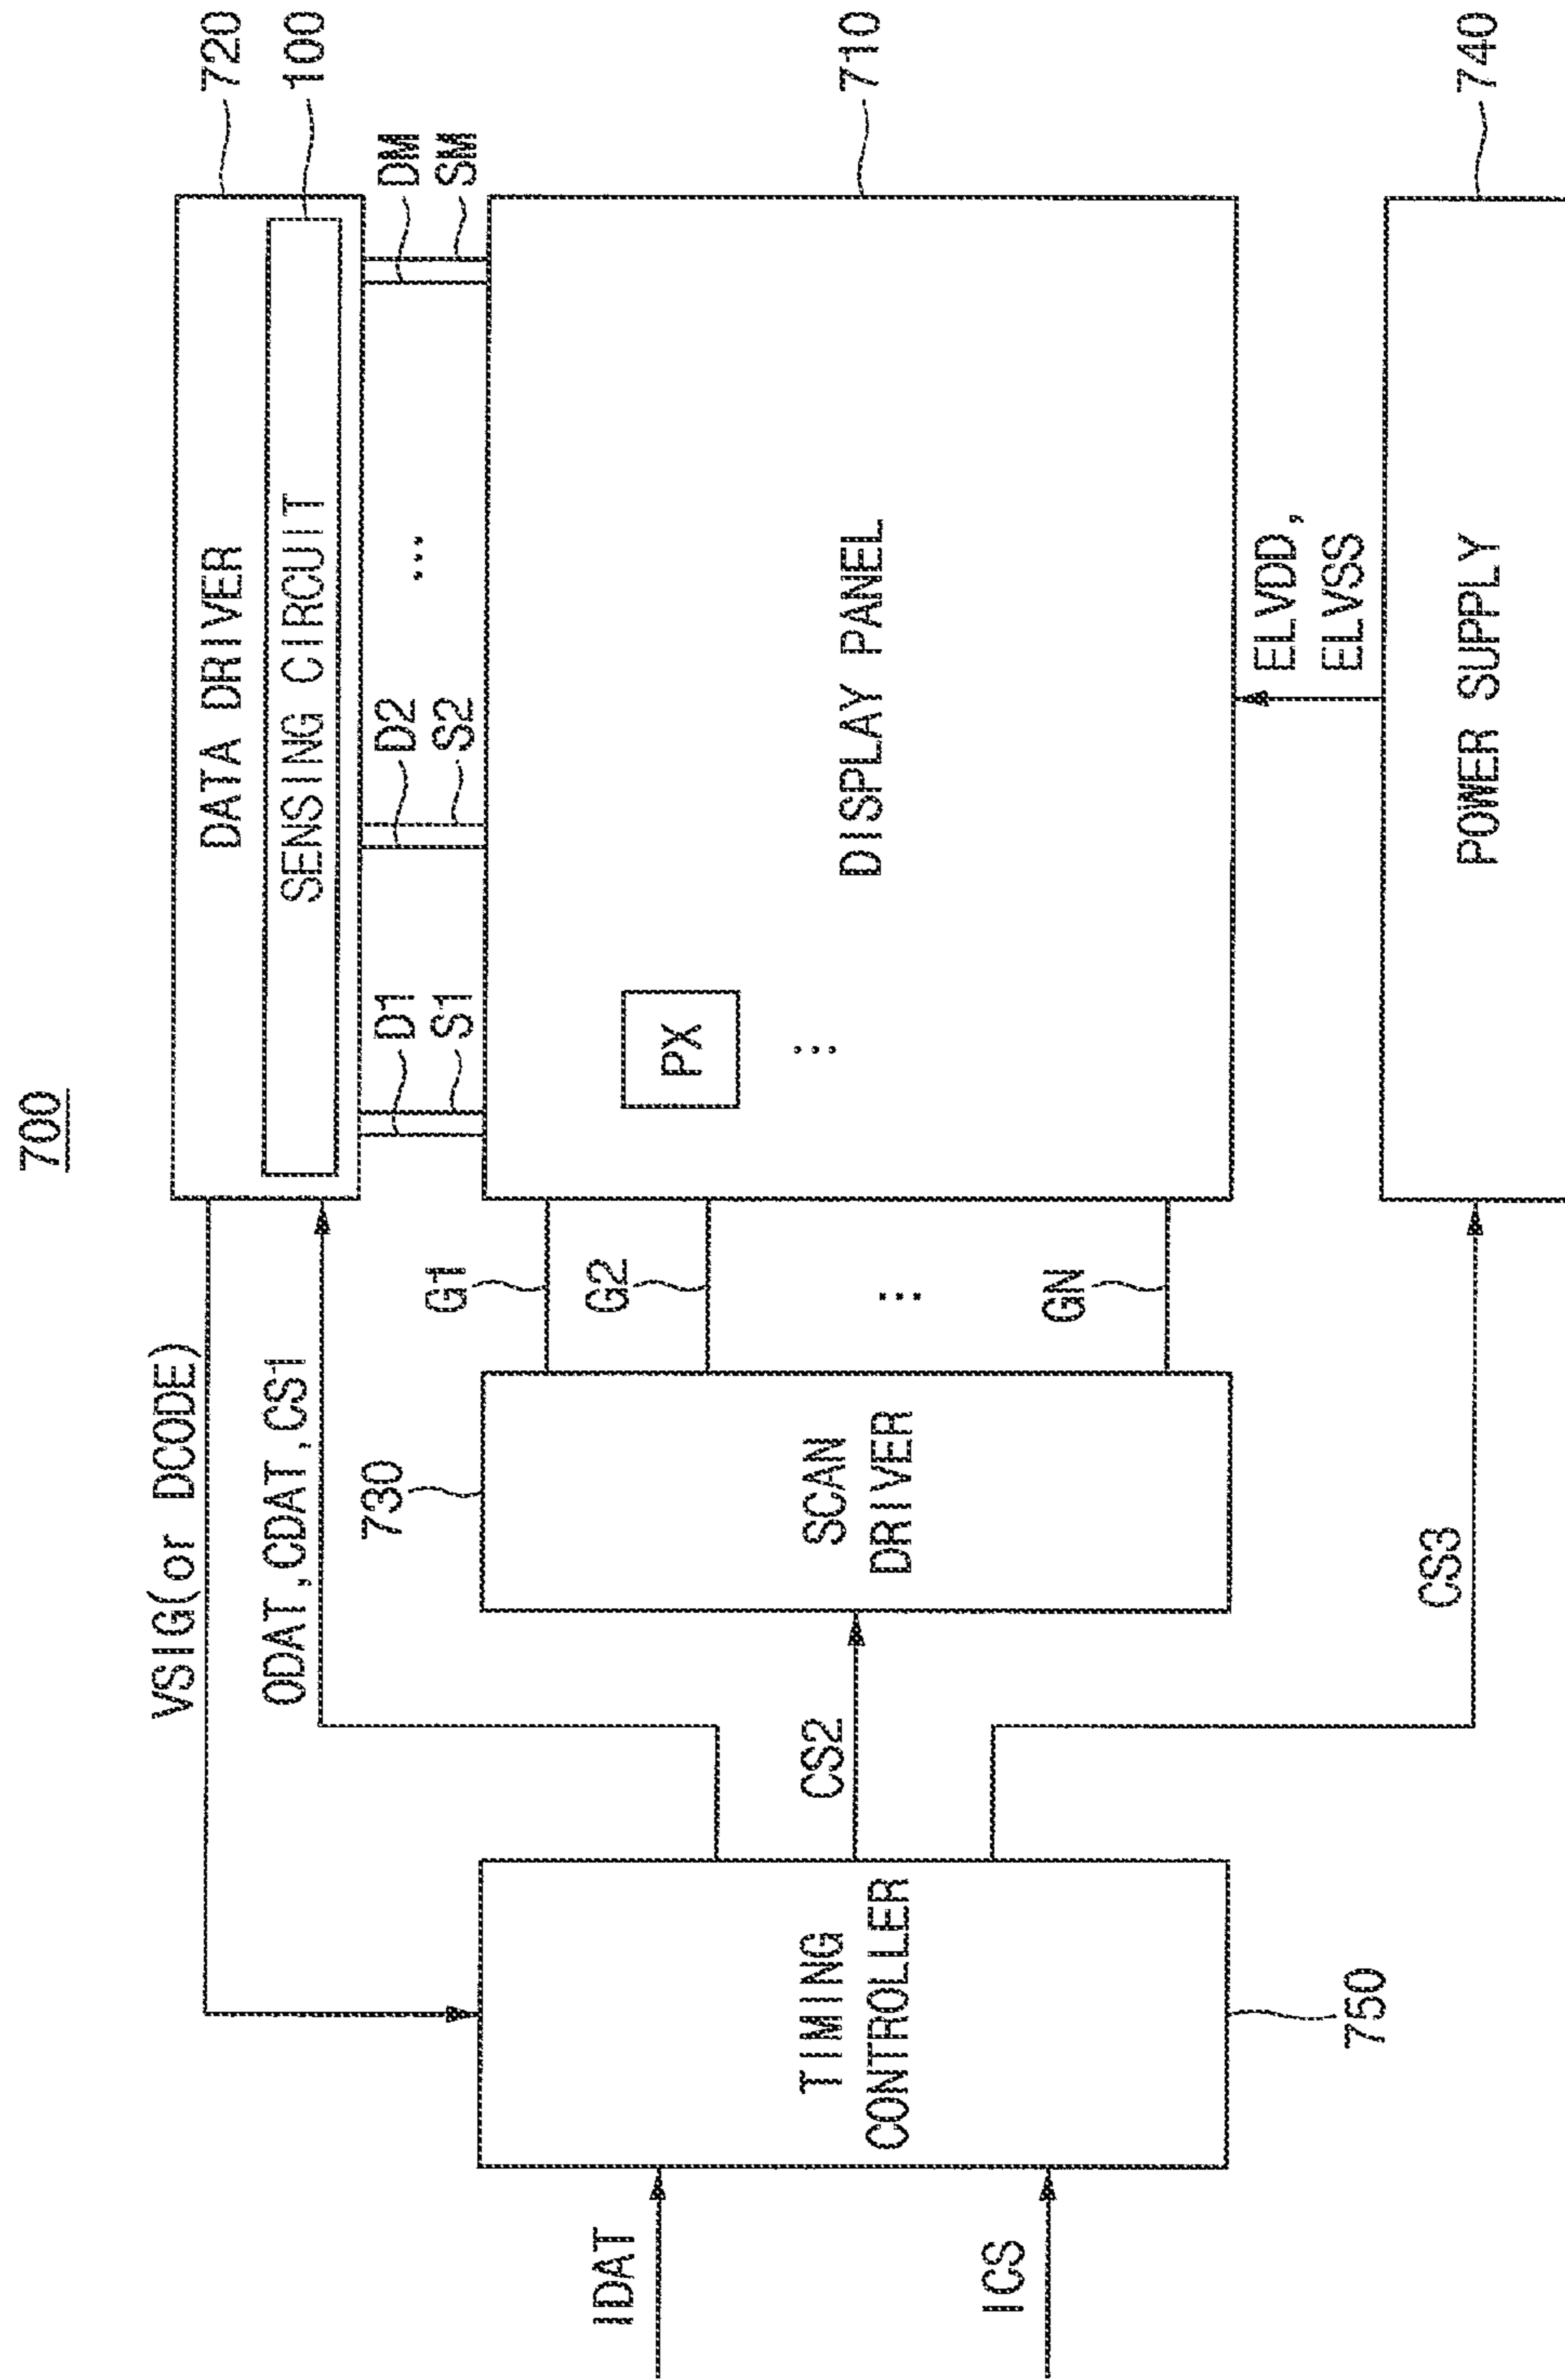 700
720
100
DATA DRIVER
SENSING CIRCUIT
VSIG(or DCODE)
ODAT,CDAT,CS1
D1
S1
D2
S2
...
DM
SM
710
DISPLAY PANEL
PX
...
G1
G2
...
GN
730
SCAN
DRIVER
CS2
CS3
TIMING
CONTROLLER
750
IDAT
ICS
ELVDD,
ELVSS
740
POWER SUPPLY